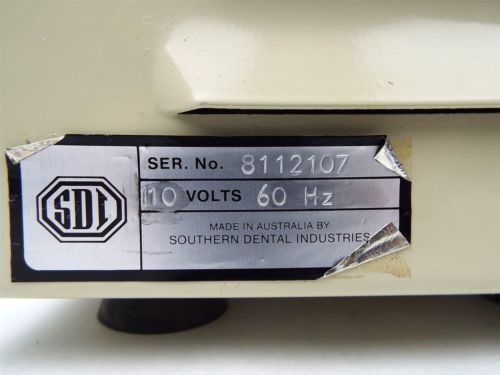 SDI
SER. No. 8112107
110 VOLTS 60 Hz
MADE IN AUSTRALIA BY
SOUTHERN DENTAL INDUSTRIES